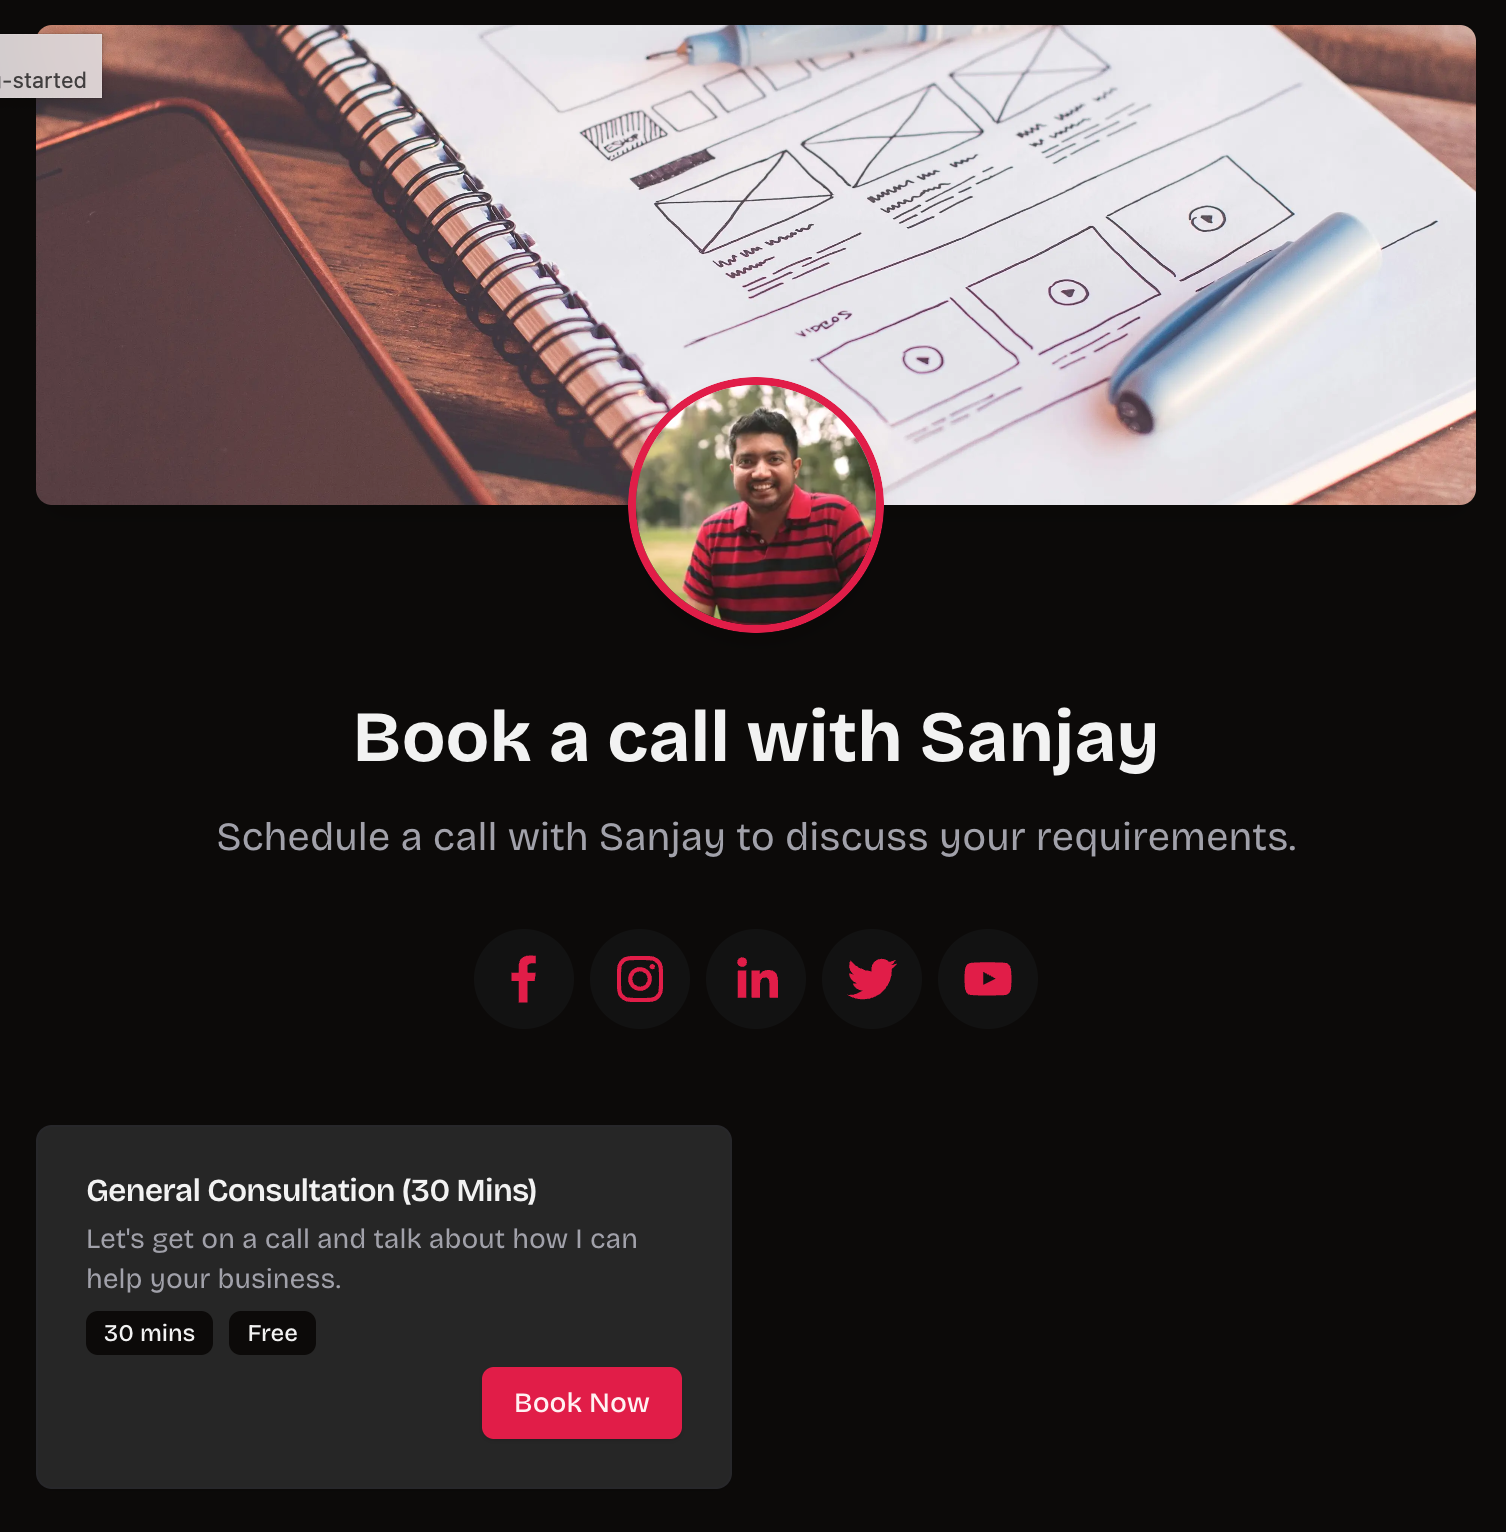 -started
ESHOP
VIDEOS
Book a call with Sanjay
Schedule a call with Sanjay to discuss your requirements.
General Consultation (30 Mins)
Let's get on a call and talk about how I can
help your business.
30 mins
Free
Book Now